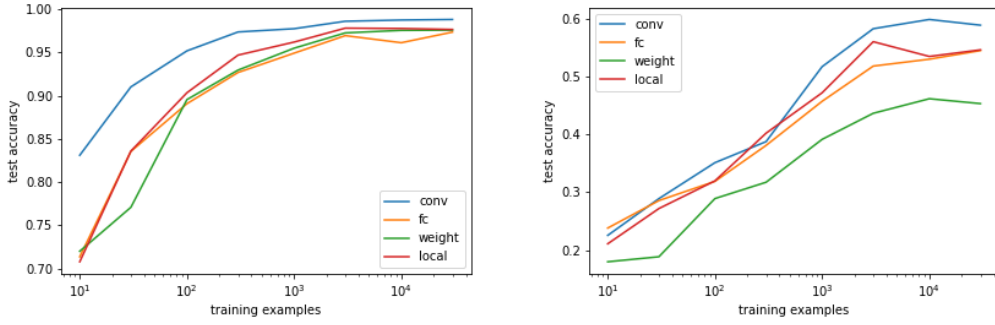 1.00
0.95
0.90
0.85
0.80
0.75
0.70
test accuracy
10¹
10²
10³
10⁴
training examples
conv
fc
weight
local
0.6
0.5
0.4
0.3
0.2
test accuracy
10¹
10²
10³
10⁴
training examples
conv
fc
weight
local